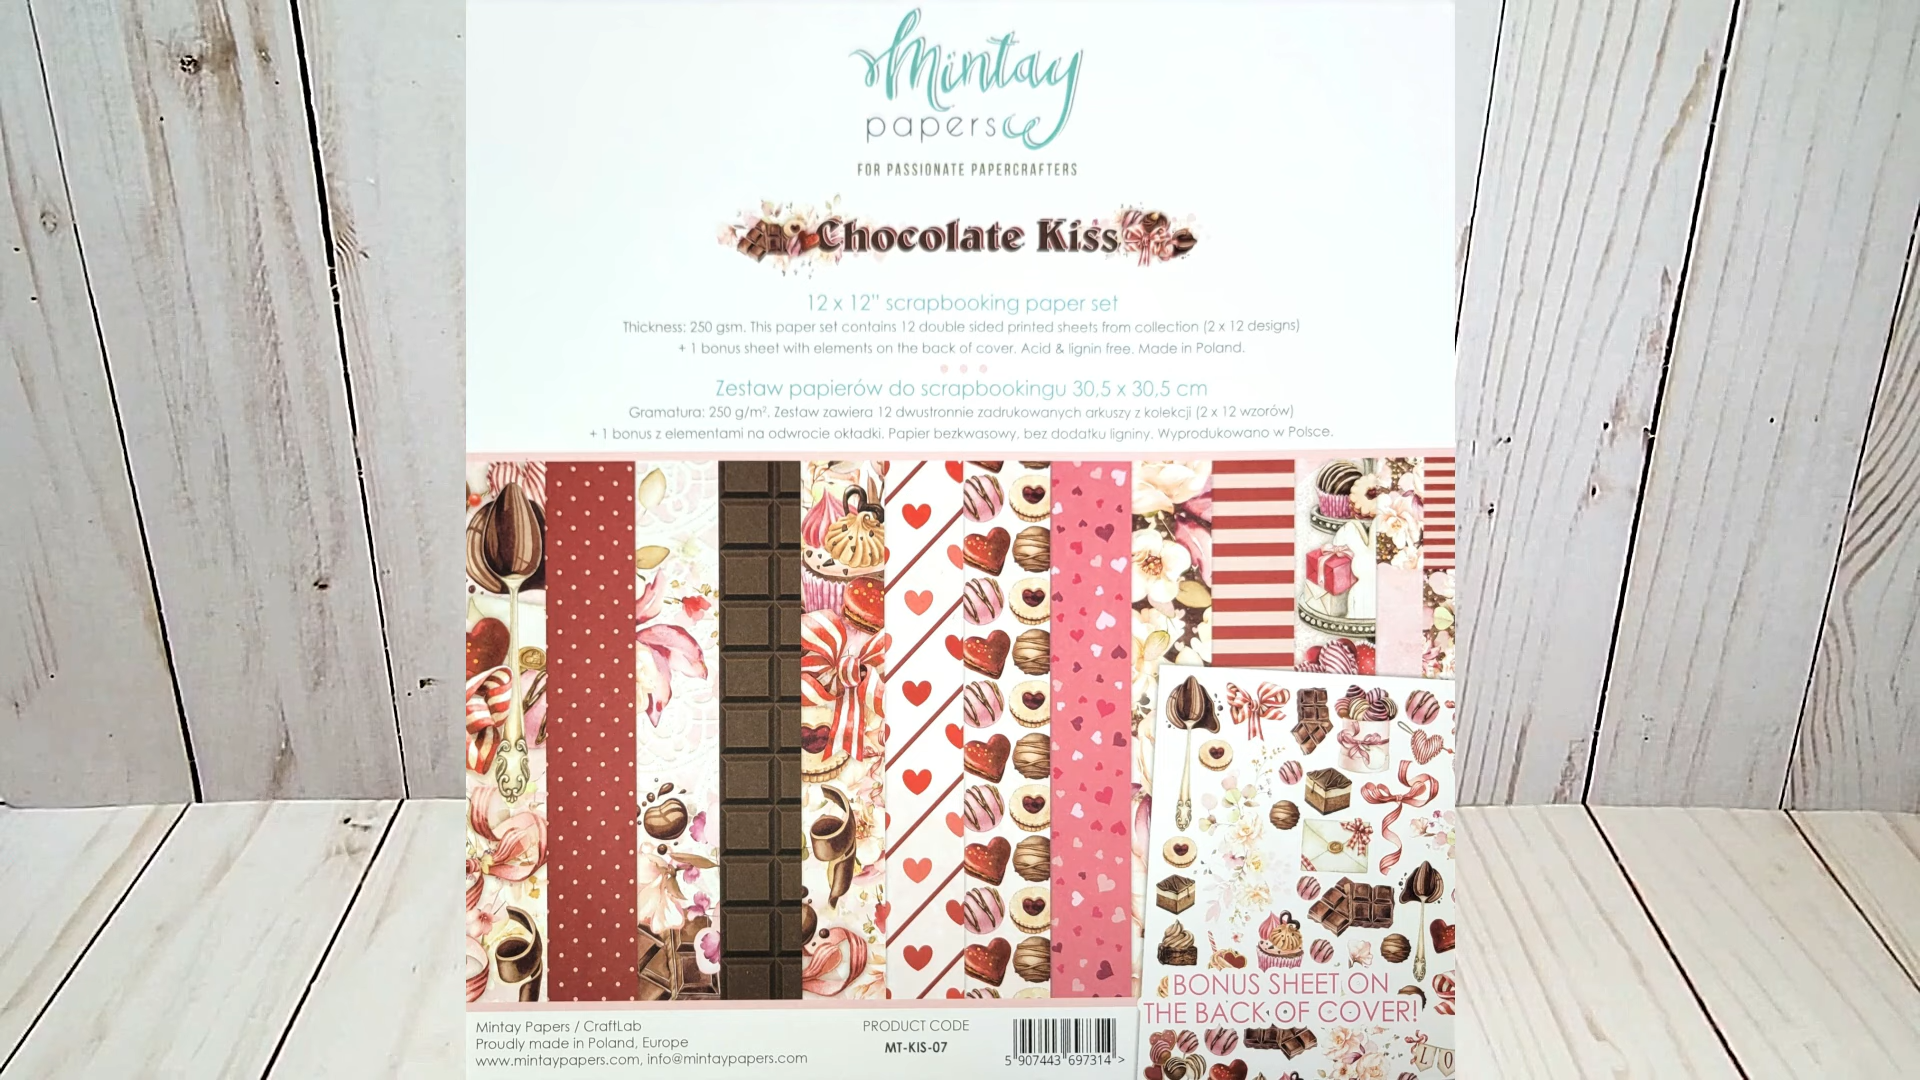 Mintay
papers
FOR PASSIONATE PAPERCRAFTERS
Chocolate Kiss
12 x 12" scrapbooking paper set
Thickness: 250 gsm. This paper set contains 12 double sided printed sheets from collection (2 x 12 designs)
+ 1 bonus sheet with elements on the back of cover. Acid & lignin free. Made in Poland.
Zestaw papierów do scrapbookingu 30,5 x 30,5 cm
Gramatura: 250 g/m². Zestaw zawiera 12 dwustronnie zadrukowanych arkuszy z kolekcji (2 x 12 wzorów)
+ 1 bonus z elementami na odwrocie okładki. Papier bezkwasowy, bez dodatku ligniny. Wyprodukowano w Polsce.
BONUS SHEET ON
THE BACK OF COVER!
L O
Mintay Papers / CraftLab
Proudly made in Poland, Europe
www.mintaypapers.com, info@mintaypapers.com
PRODUCT CODE
MT-KIS-07
5 907443 697314 >